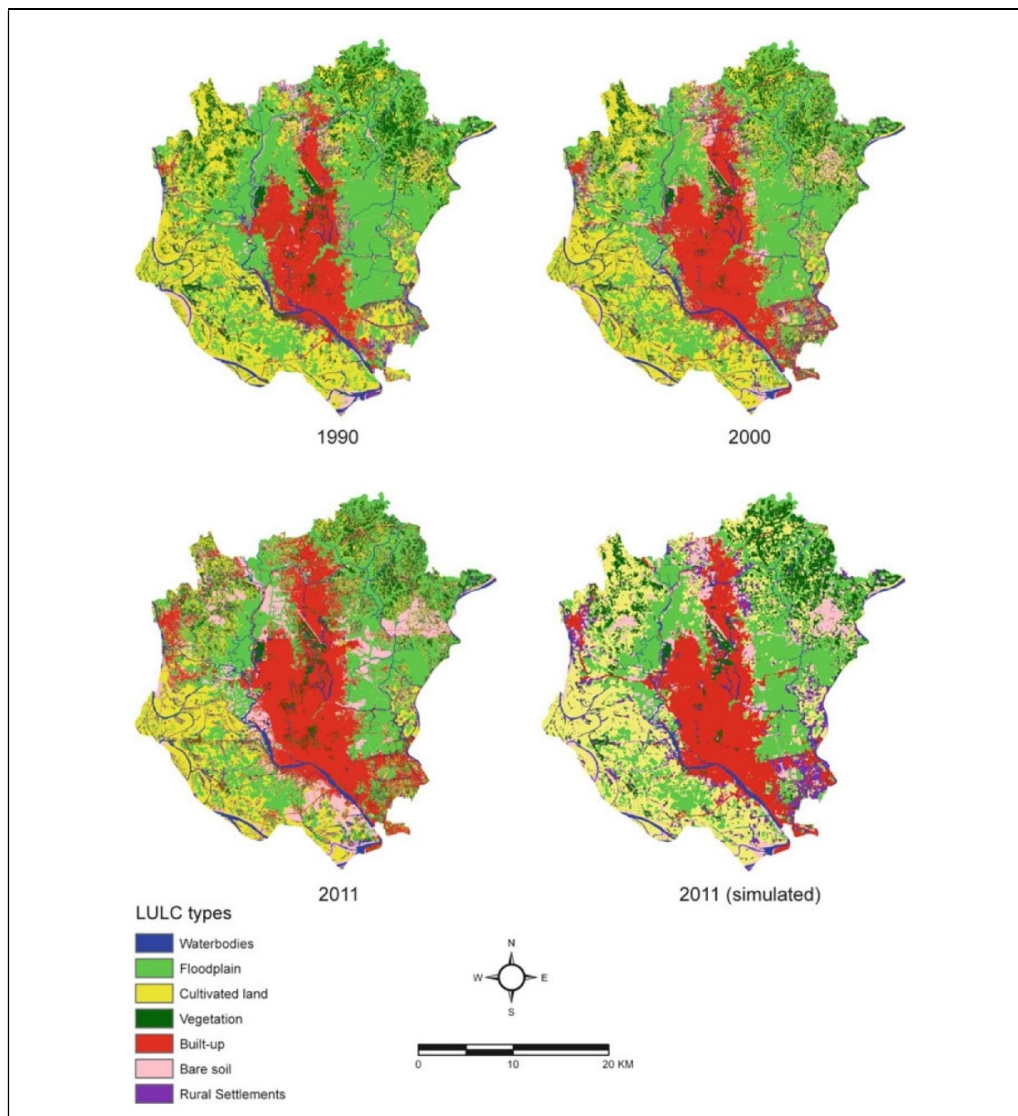 1990
2000
2011
2011 (simulated)
LULC types
Waterbodies
Floodplain
Cultivated land
Vegetation
Built-up
Bare soil
Rural Settlements
N
W E
S
0 10 20 KM